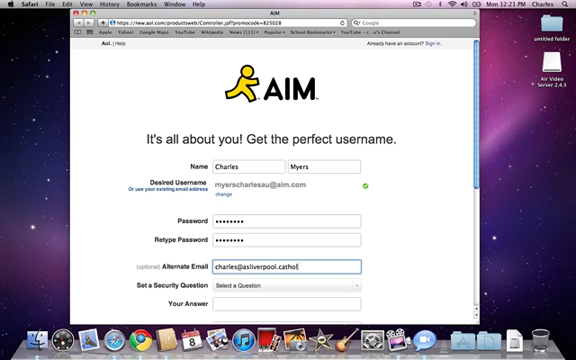 Safari File Edit View History Bookmarks Window Help
Mon 12:21 PM Charles
AIM
https://new.aol.com/productsweb/Controller.jpf?promocode=825028
Apple Yahoo! Google Maps YouTube Wikipedia News (117) Popular School Bookmarks YouTube - c...u's Channel
Aol. | Help
Already have an account? Sign in.
untitled folder
Air Video
Server 2.4.3
AIM
It's all about you! Get the perfect username.
Name Charles Myers
Desired Username myerscharlesau@aim.com
Or use your existing email address
change
Password
Retype Password
(optional) Alternate Email charles@asliverpool.cathol
Set a Security Question Select a Question
Your Answer